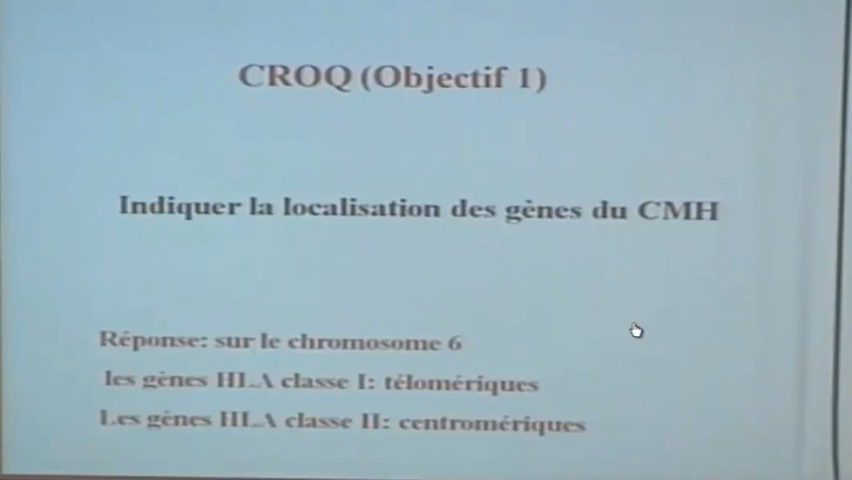 CROQ (Objectif 1)
Indiquer la localisation des gènes du CMH
Réponse: sur le chromosome 6
les gènes HLA classe I: télomériques
Les gènes HLA classe II: centromériques